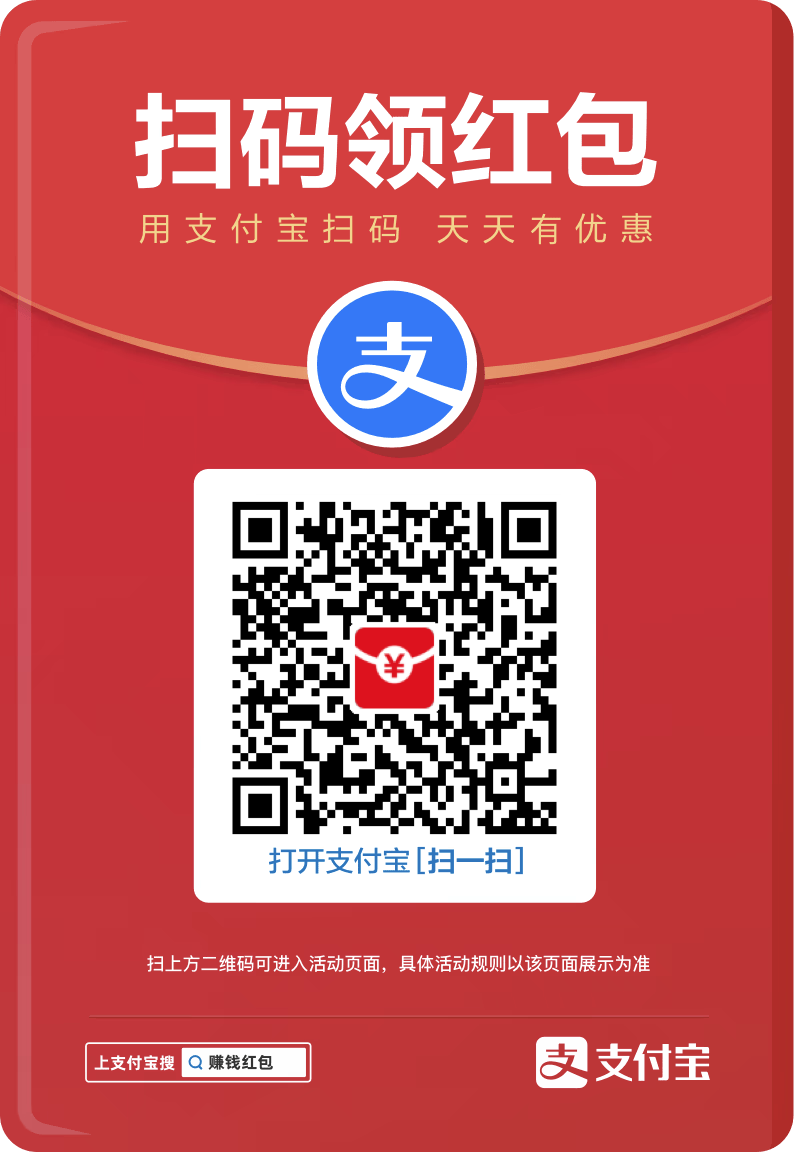 扫码领红包
用支付宝扫码 天天有优惠
支
¥
打开支付宝[扫一扫]
扫上方二维码可进入活动页面，具体活动规则以该页面展示为准
上支付宝搜 赚钱红包
支 支付宝